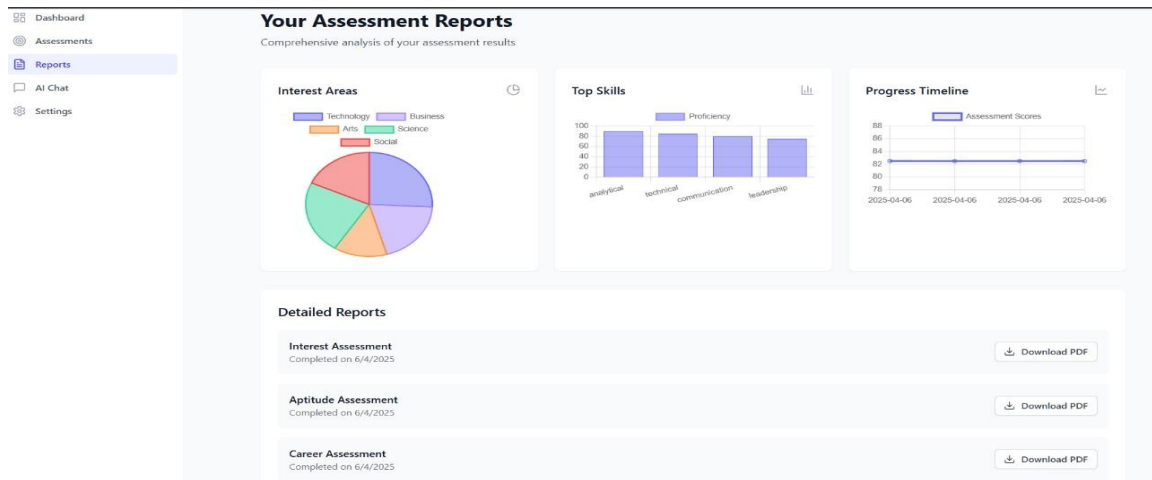 Dashboard
Assessments
Reports
AI Chat
Settings
Your Assessment Reports
Comprehensive analysis of your assessment results
Interest Areas
Technology Business
Arts Science
Social
Top Skills
Proficiency
100
80
60
40
20
0
analytical technical communication leadership
Progress Timeline
Assessment Scores
88
86
84
82
80
78
2025-04-06 2025-04-06 2025-04-06 2025-04-06
Detailed Reports
Interest Assessment
Completed on 6/4/2025
Download PDF
Aptitude Assessment
Completed on 6/4/2025
Download PDF
Career Assessment
Completed on 6/4/2025
Download PDF